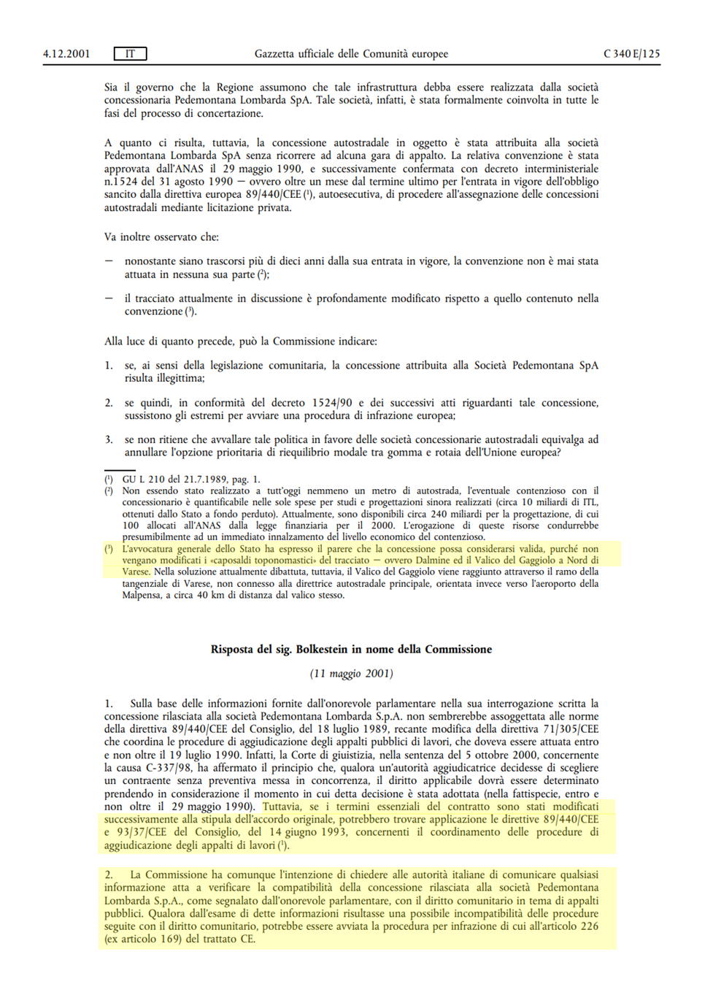 4.12.2001 IT Gazzetta ufficiale delle Comunità europee C 340 E/125
Sia il governo che la Regione assumono che tale infrastruttura debba essere realizzata dalla società
concessionaria Pedemontana Lombarda SpA. Tale società, infatti, è stata formalmente coinvolta in tutte le
fasi del processo di concertazione.
A quanto ci risulta, tuttavia, la concessione autostradale in oggetto è stata attribuita alla società
Pedemontana Lombarda SpA senza ricorrere ad alcuna gara di appalto. La relativa convenzione è stata
approvata dall'ANAS il 29 maggio 1990, e successivamente confermata con decreto interministeriale
n.1524 del 31 agosto 1990 — ovvero oltre un mese dal termine ultimo per l'entrata in vigore dell'obbligo
sancito dalla direttiva europea 89/440/CEE (¹), autoesecutiva, di procedere all'assegnazione delle concessioni
autostradali mediante licitazione privata.
Va inoltre osservato che:
— nonostante siano trascorsi più di dieci anni dalla sua entrata in vigore, la convenzione non è mai stata
attuata in nessuna sua parte (²);
— il tracciato attualmente in discussione è profondamente modificato rispetto a quello contenuto nella
convenzione (³).
Alla luce di quanto precede, può la Commissione indicare:
1. se, ai sensi della legislazione comunitaria, la concessione attribuita alla Società Pedemontana SpA
risulta illegittima;
2. se quindi, in conformità del decreto 1524/90 e dei successivi atti riguardanti tale concessione,
sussistono gli estremi per avviare una procedura di infrazione europea;
3. se non ritiene che avvallare tale politica in favore delle società concessionarie autostradali equivalga ad
annullare l'opzione prioritaria di riequilibrio modale tra gomma e rotaia dell'Unione europea?
(¹) GU L 210 del 21.7.1989, pag. 1.
(²) Non essendo stato realizzato a tutt'oggi nemmeno un metro di autostrada, l'eventuale contenzioso con il
concessionario è quantificabile nelle sole spese per studi e progettazioni sinora realizzati (circa 10 miliardi di ITL,
ottenuti dallo Stato a fondo perduto). Attualmente, sono disponibili circa 240 miliardi per la progettazione, di cui
100 allocati all'ANAS dalla legge finanziaria per il 2000. L'erogazione di queste risorse condurrebbe
presumibilmente ad un immediato innalzamento del livello economico del contenzioso.
(³) L'avvocatura generale dello Stato ha espresso il parere che la concessione possa considerarsi valida, purché non
vengano modificati i «caposaldi toponomastici» del tracciato — ovvero Dalmine ed il Valico del Gaggiolo a Nord di
Varese. Nella soluzione attualmente dibattuta, tuttavia, il Valico del Gaggiolo viene raggiunto attraverso il ramo della
tangenziale di Varese, non connesso alla direttrice autostradale principale, orientata invece verso l'aeroporto della
Malpensa, a circa 40 km di distanza dal valico stesso.
Risposta del sig. Bolkestein in nome della Commissione
(11 maggio 2001)
1. Sulla base delle informazioni fornite dall'onorevole parlamentare nella sua interrogazione scritta la
concessione rilasciata alla società Pedemontana Lombarda S.p.A. non sembrerebbe assoggettata alle norme
della direttiva 89/440/CEE del Consiglio, del 18 luglio 1989, recante modifica della direttiva 71/305/CEE
che coordina le procedure di aggiudicazione degli appalti pubblici di lavori, che doveva essere attuata entro
e non oltre il 19 luglio 1990. Infatti, la Corte di giustizia, nella sentenza del 5 ottobre 2000, concernente
la causa C-337/98, ha affermato il principio che, qualora un'autorità aggiudicatrice decidesse di scegliere
un contraente senza preventiva messa in concorrenza, il diritto applicabile dovrà essere determinato
prendendo in considerazione il momento in cui detta decisione è stata adottata (nella fattispecie, entro e
non oltre il 29 maggio 1990). Tuttavia, se i termini essenziali del contratto sono stati modificati
successivamente alla stipula dell'accordo originale, potrebbero trovare applicazione le direttive 89/440/CEE
e 93/37/CEE del Consiglio, del 14 giugno 1993, concernenti il coordinamento delle procedure di
aggiudicazione degli appalti di lavori (¹).
2. La Commissione ha comunque l'intenzione di chiedere alle autorità italiane di comunicare qualsiasi
informazione atta a verificare la compatibilità della concessione rilasciata alla società Pedemontana
Lombarda S.p.A., come segnalato dall'onorevole parlamentare, con il diritto comunitario in tema di appalti
pubblici. Qualora dall'esame di dette informazioni risultasse una possibile incompatibilità delle procedure
seguite con il diritto comunitario, potrebbe essere avviata la procedura per infrazione di cui all'articolo 226
(ex articolo 169) del trattato CE.